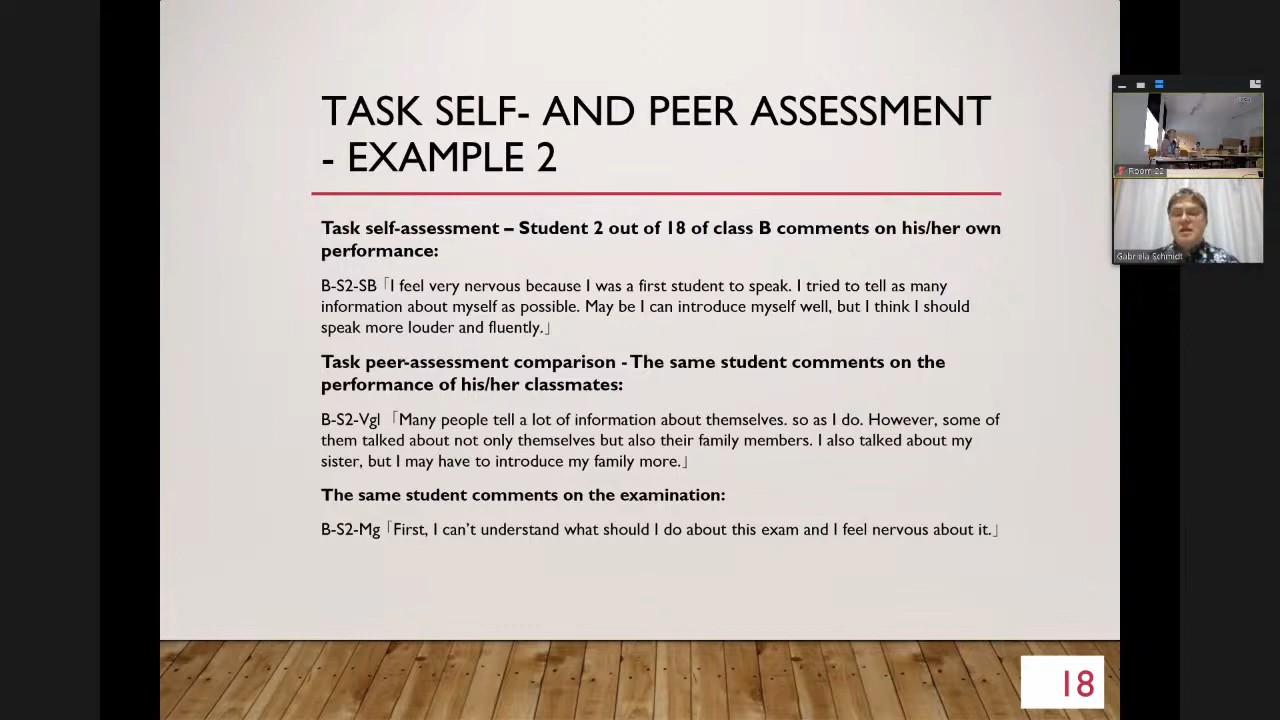 TASK SELF- AND PEER ASSESSMENT
- EXAMPLE 2
Task self-assessment – Student 2 out of 18 of class B comments on his/her own
performance:
B-S2-SB「I feel very nervous because I was a first student to speak. I tried to tell as many
information about myself as possible. May be I can introduce myself well, but I think I should
speak more louder and fluently.」
Task peer-assessment comparison - The same student comments on the
performance of his/her classmates:
B-S2-Vgl 「Many people tell a lot of information about themselves. so as I do. However, some of
them talked about not only themselves but also their family members. I also talked about my
sister, but I may have to introduce my family more.」
The same student comments on the examination:
B-S2-Mg「First, I can't understand what should I do about this exam and I feel nervous about it.」
18
Room 22
Gabriela Schmidt